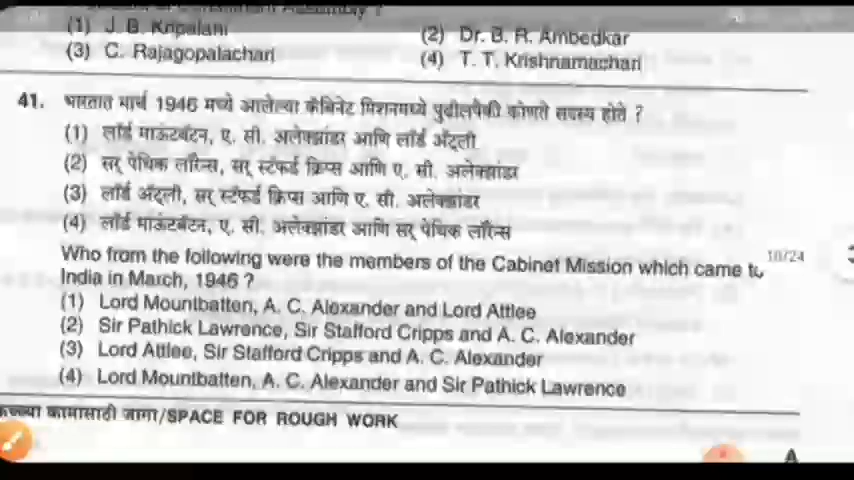 (1) J. B. Kripalani
(2) Dr. B. R. Ambedkar
(3) C. Rajagopalachari
(4) T. T. Krishnamachari
41. भारतात मार्च 1946 मध्ये आलेल्या कॅबिनेट मिशनमध्ये पुढीलपैकी कोणते सदस्य होते ?
(1) लॉर्ड माऊंटबॅटन, ए. सी. अलेक्झांडर आणि लॉर्ड ॲटली
(2) सर् पेथिक लॉरेन्स, सर् स्टॅफर्ड क्रिप्स आणि ए. सी. अलेक्झांडर
(3) लॉर्ड ॲटली, सर् स्टॅफर्ड क्रिप्स आणि ए. सी. अलेक्झांडर
(4) लॉर्ड माऊंटबॅटन, ए. सी. अलेक्झांडर आणि सर् पेथिक लॉरेन्स
Who from the following were the members of the Cabinet Mission which came to
10/24
India in March, 1946 ?
(1) Lord Mountbatten, A. C. Alexander and Lord Attlee
(2) Sir Pathick Lawrence, Sir Stafford Cripps and A. C. Alexander
(3) Lord Attlee, Sir Stafford Cripps and A. C. Alexander
(4) Lord Mountbatten, A. C. Alexander and Sir Pathick Lawrence
कच्च्या कामासाठी जागा/SPACE FOR ROUGH WORK
A